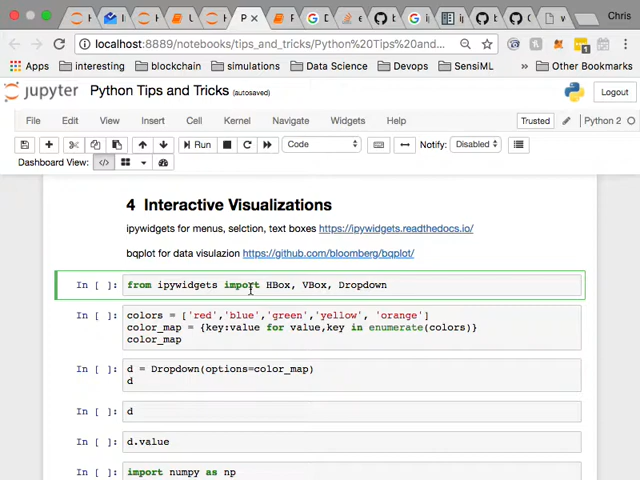 Chris
localhost:8889/notebooks/tips_and_tricks/Python%20Tips%20and...
Apps interesting blockchain simulations Data Science Devops SensiML » Other Bookmarks
jupyter Python Tips and Tricks (autosaved) Logout
File Edit View Insert Cell Kernel Navigate Widgets Help Trusted Python 2
Run Code Notify: Disabled
Dashboard View: </>
4 Interactive Visualizations
ipywidgets for menus, selction, text boxes https://ipywidgets.readthedocs.io/
bqplot for data visulazion https://github.com/bloomberg/bqplot/
In [ ]: from ipywidgets import HBox, VBox, Dropdown
In [ ]: colors = ['red','blue','green','yellow', 'orange']
color_map = {key:value for value,key in enumerate(colors)}
color_map
In [ ]: d = Dropdown(options=color_map)
d
In [ ]: d
In [ ]: d.value
In [ ]: import numpy as np